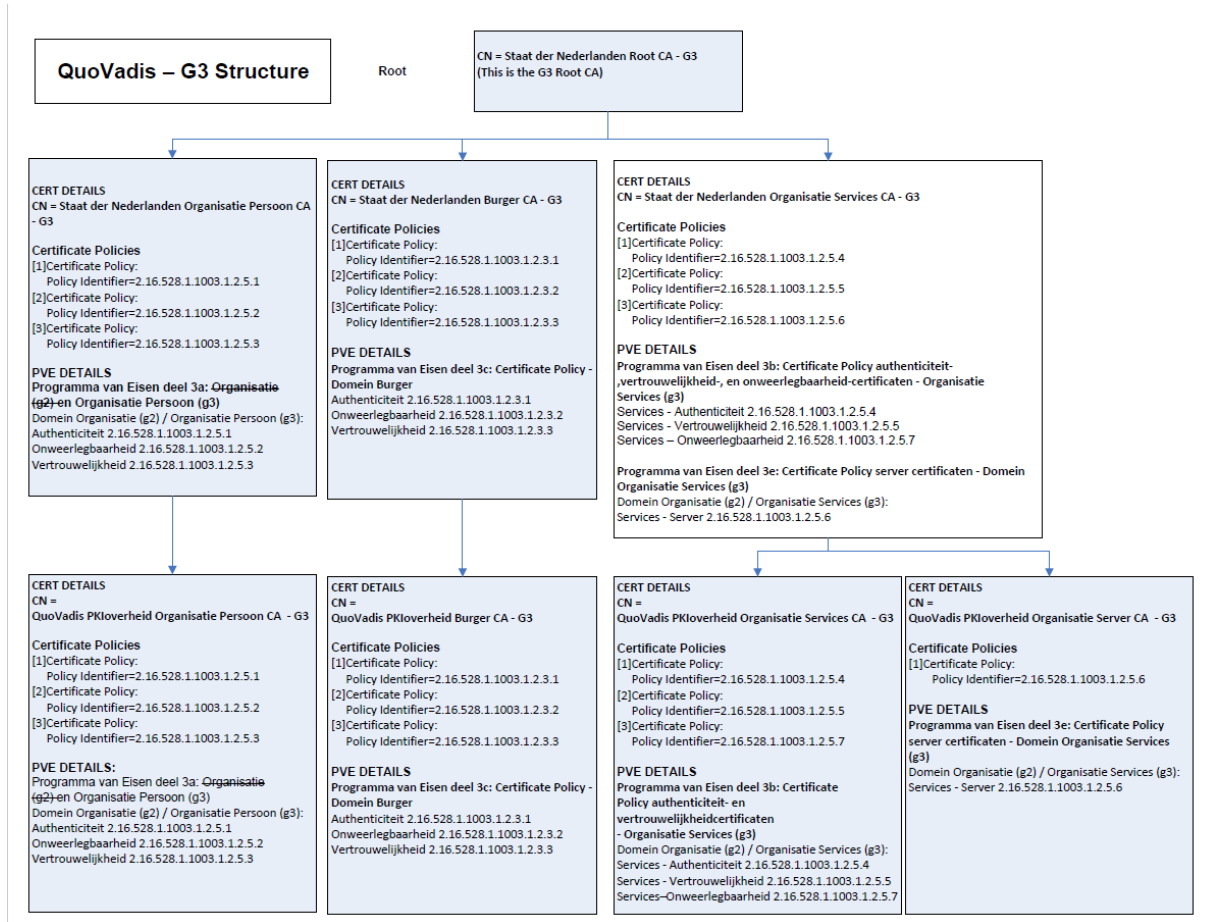 QuoVadis – G3 Structure
Root
CN = Staat der Nederlanden Root CA - G3
(This is the G3 Root CA)
CERT DETAILS
CN = Staat der Nederlanden Organisatie Persoon CA
- G3
Certificate Policies
[1]Certificate Policy:
Policy Identifier=2.16.528.1.1003.1.2.5.1
[2]Certificate Policy:
Policy Identifier=2.16.528.1.1003.1.2.5.2
[3]Certificate Policy:
Policy Identifier=2.16.528.1.1003.1.2.5.3
PVE DETAILS
Programma van Eisen deel 3a: Organisatie
(g2) en Organisatie Persoon (g3)
Domein Organisatie (g2) / Organisatie Persoon (g3):
Authenticiteit 2.16.528.1.1003.1.2.5.1
Onweerlegbaarheid 2.16.528.1.1003.1.2.5.2
Vertrouwelijkheid 2.16.528.1.1003.1.2.5.3
CERT DETAILS
CN = Staat der Nederlanden Burger CA - G3
Certificate Policies
[1]Certificate Policy:
Policy Identifier=2.16.528.1.1003.1.2.3.1
[2]Certificate Policy:
Policy Identifier=2.16.528.1.1003.1.2.3.2
[3]Certificate Policy:
Policy Identifier=2.16.528.1.1003.1.2.3.3
PVE DETAILS
Programma van Eisen deel 3c: Certificate Policy -
Domein Burger
Authenticiteit 2.16.528.1.1003.1.2.3.1
Onweerlegbaarheid 2.16.528.1.1003.1.2.3.2
Vertrouwelijkheid 2.16.528.1.1003.1.2.3.3
CERT DETAILS
CN = Staat der Nederlanden Organisatie Services CA - G3
Certificate Policies
[1]Certificate Policy:
Policy Identifier=2.16.528.1.1003.1.2.5.4
[2]Certificate Policy:
Policy Identifier=2.16.528.1.1003.1.2.5.5
[3]Certificate Policy:
Policy Identifier=2.16.528.1.1003.1.2.5.6
PVE DETAILS
Programma van Eisen deel 3b: Certificate Policy authenticiteit-
,vertrouwelijkheid-, en onweerlegbaarheid-certificaten - Organisatie
Services (g3)
Services - Authenticiteit 2.16.528.1.1003.1.2.5.4
Services - Vertrouwelijkheid 2.16.528.1.1003.1.2.5.5
Services – Onweerlegbaarheid 2.16.528.1.1003.1.2.5.7
Programma van Eisen deel 3e: Certificate Policy server certificaten - Domein
Organisatie Services (g3)
Domein Organisatie (g2) / Organisatie Services (g3):
Services - Server 2.16.528.1.1003.1.2.5.6
CERT DETAILS
CN =
QuoVadis PKIoverheid Organisatie Persoon CA - G3
Certificate Policies
[1]Certificate Policy:
Policy Identifier=2.16.528.1.1003.1.2.5.1
[2]Certificate Policy:
Policy Identifier=2.16.528.1.1003.1.2.5.2
[3]Certificate Policy:
Policy Identifier=2.16.528.1.1003.1.2.5.3
PVE DETAILS:
Programma van Eisen deel 3a: Organisatie
(g2) en Organisatie Persoon (g3)
Domein Organisatie (g2) / Organisatie Persoon (g3):
Authenticiteit 2.16.528.1.1003.1.2.5.1
Onweerlegbaarheid 2.16.528.1.1003.1.2.5.2
Vertrouwelijkheid 2.16.528.1.1003.1.2.5.3
CERT DETAILS
CN =
QuoVadis PKIoverheid Burger CA - G3
Certificate Policies
[1]Certificate Policy:
Policy Identifier=2.16.528.1.1003.1.2.3.1
[2]Certificate Policy:
Policy Identifier=2.16.528.1.1003.1.2.3.2
[3]Certificate Policy:
Policy Identifier=2.16.528.1.1003.1.2.3.3
PVE DETAILS
Programma van Eisen deel 3c: Certificate Policy -
Domein Burger
Authenticiteit 2.16.528.1.1003.1.2.3.1
Onweerlegbaarheid 2.16.528.1.1003.1.2.3.2
Vertrouwelijkheid 2.16.528.1.1003.1.2.3.3
CERT DETAILS
CN =
QuoVadis PKIoverheid Organisatie Services CA - G3
Certificate Policies
[1]Certificate Policy:
Policy Identifier=2.16.528.1.1003.1.2.5.4
[2]Certificate Policy:
Policy Identifier=2.16.528.1.1003.1.2.5.5
[3]Certificate Policy:
Policy Identifier=2.16.528.1.1003.1.2.5.7
PVE DETAILS
Programma van Eisen deel 3b: Certificate
Policy authenticiteit- en
vertrouwelijkheidcertificaten
- Organisatie Services (g3)
Domein Organisatie (g2) / Organisatie Services (g3):
Services - Authenticiteit 2.16.528.1.1003.1.2.5.4
Services - Vertrouwelijkheid 2.16.528.1.1003.1.2.5.5
Services–Onweerlegbaarheid 2.16.528.1.1003.1.2.5.7
CERT DETAILS
CN =
QuoVadis PKIoverheid Organisatie Server CA - G3
Certificate Policies
[1]Certificate Policy:
Policy Identifier=2.16.528.1.1003.1.2.5.6
PVE DETAILS
Programma van Eisen deel 3e: Certificate Policy
server certificaten - Domein Organisatie Services
(g3)
Domein Organisatie (g2) / Organisatie Services (g3):
Services - Server 2.16.528.1.1003.1.2.5.6